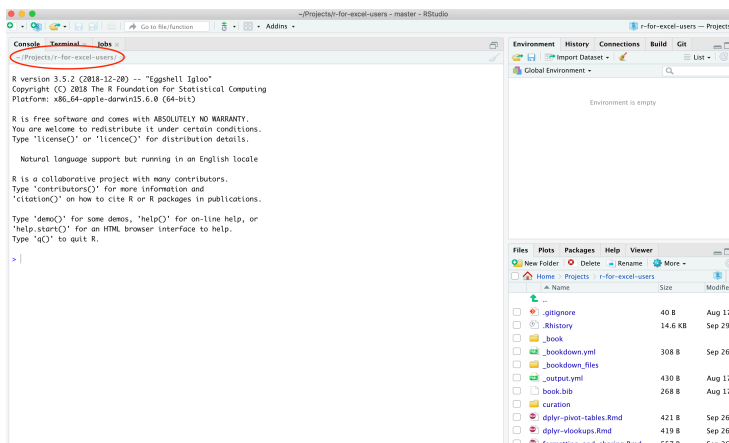 ~/Projects/r-for-excel-users - master - RStudio
Go to file/function
Addins
r-for-excel-users — Projects
Console Terminal × Jobs ×
~/Projects/r-for-excel-users/
R version 3.5.2 (2018-12-20) -- "Eggshell Igloo"
Copyright (C) 2018 The R Foundation for Statistical Computing
Platform: x86_64-apple-darwin15.6.0 (64-bit)
R is free software and comes with ABSOLUTELY NO WARRANTY.
You are welcome to redistribute it under certain conditions.
Type 'license()' or 'licence()' for distribution details.
Natural language support but running in an English locale
R is a collaborative project with many contributors.
Type 'contributors()' for more information and
'citation()' on how to cite R or R packages in publications.
Type 'demo()' for some demos, 'help()' for on-line help, or
'help.start()' for an HTML browser interface to help.
Type 'q()' to quit R.
>
Environment History Connections Build Git
Import Dataset List
Global Environment
Environment is empty
Files Plots Packages Help Viewer
New Folder Delete Rename More
Home Projects r-for-excel-users
Name Size Modifie
..
.gitignore 40 B Aug 17
.Rhistory 14.6 KB Sep 29
_book
_bookdown.yml 308 B Sep 26
_bookdown_files
_output.yml 430 B Aug 17
book.bib 268 B Aug 17
curation
dplyr-pivot-tables.Rmd 421 B Sep 26
dplyr-vlookups.Rmd 419 B Sep 26